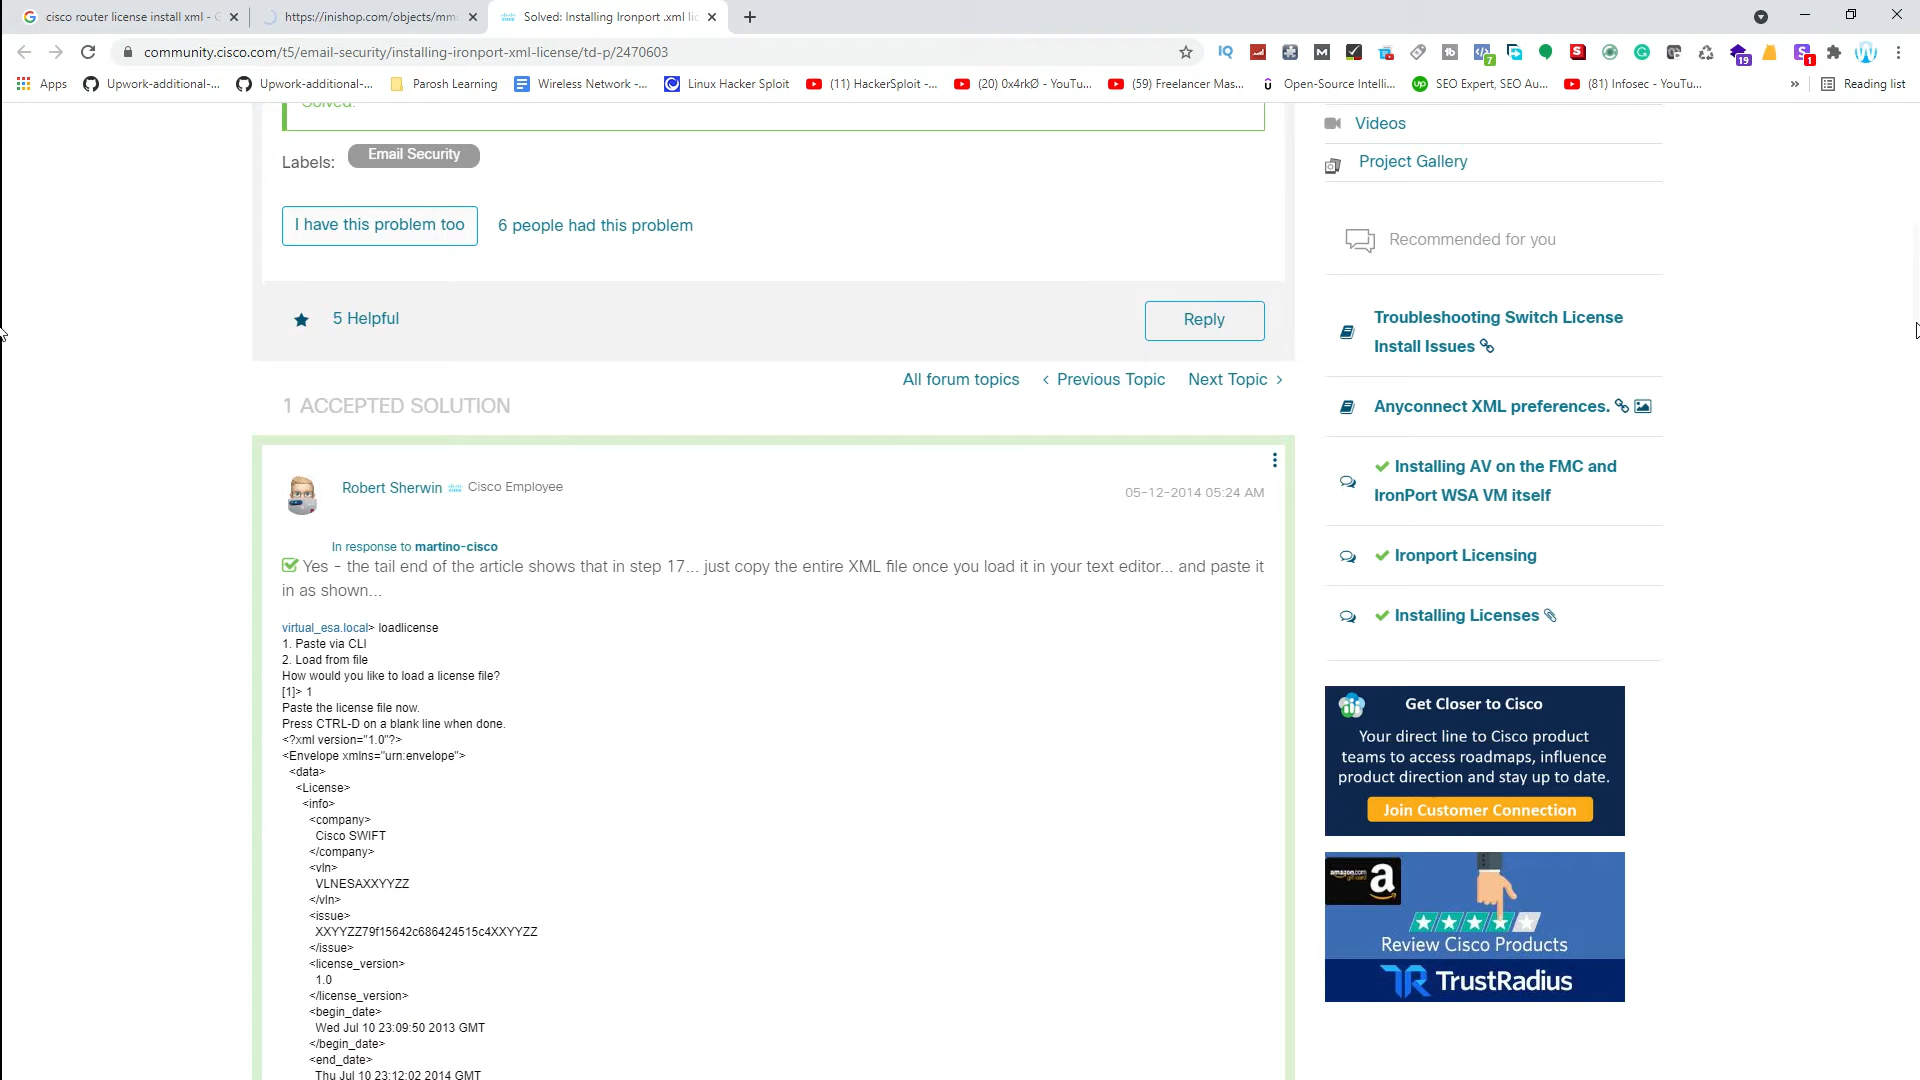 cisco router license install xml - G
https://inishop.com/objects/mm
Solved: Installing Ironport .xml lic
community.cisco.com/t5/email-security/installing-ironport-xml-license/td-p/2470603
Apps
Upwork-additional-...
Upwork-additional-...
Parosh Learning
Wireless Network -...
Linux Hacker Sploit
(11) HackerSploit -...
(20) 0x4rkØ - YouTu...
(59) Freelancer Mas...
Open-Source Intelli...
SEO Expert, SEO Au...
(81) Infosec - YouTu...
»
Reading list
Solved:
Labels:
Email Security
I have this problem too
6 people had this problem
5 Helpful
Reply
All forum topics
Previous Topic
Next Topic
1 ACCEPTED SOLUTION
Robert Sherwin
Cisco Employee
05-12-2014 05:24 AM
In response to martino-cisco
Yes - the tail end of the article shows that in step 17... just copy the entire XML file once you load it in your text editor... and paste it
in as shown...
virtual_esa.local> loadlicense
1. Paste via CLI
2. Load from file
How would you like to load a license file?
[1]> 1
Paste the license file now.
Press CTRL-D on a blank line when done.
<?xml version="1.0"?>
<Envelope xmlns="urn:envelope">
<data>
<License>
<info>
<company>
Cisco SWIFT
</company>
<vln>
VLNESAXXYYZZ
</vln>
<issue>
XXYYZZ79f15642c686424515c4XXYYZZ
</issue>
<license_version>
1.0
</license_version>
<begin_date>
Wed Jul 10 23:09:50 2013 GMT
</begin_date>
<end_date>
Thu Jul 10 23:12:02 2014 GMT
Videos
Project Gallery
Recommended for you
Troubleshooting Switch License
Install Issues
Anyconnect XML preferences.
Installing AV on the FMC and
IronPort WSA VM itself
Ironport Licensing
Installing Licenses
Get Closer to Cisco
Your direct line to Cisco product
teams to access roadmaps, influence
product direction and stay up to date.
Join Customer Connection
amazon.com
a
Review Cisco Products
TrustRadius